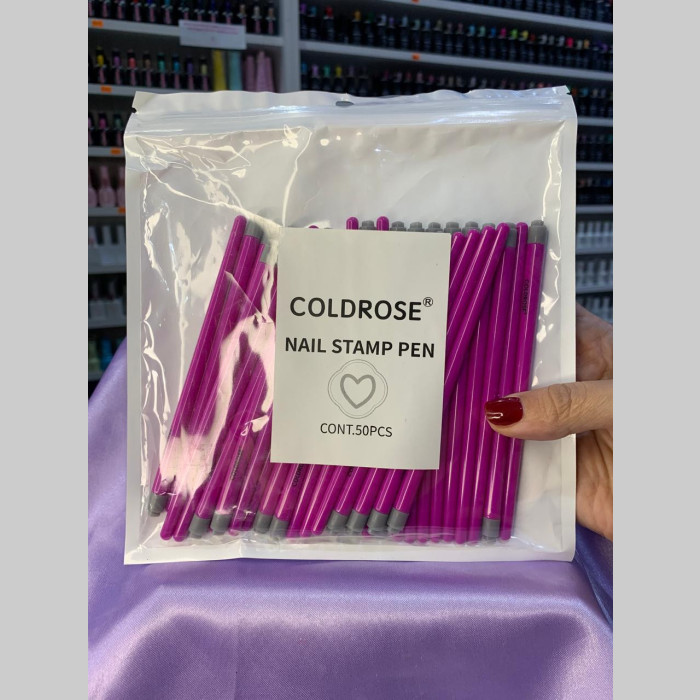 COLDROSE®
NAIL STAMP PEN
CONT.50PCS